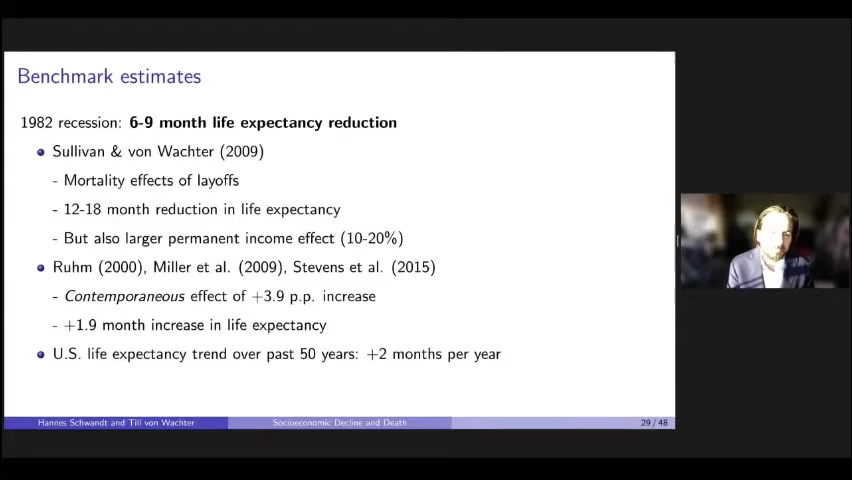 Benchmark estimates
1982 recession: 6-9 month life expectancy reduction
Sullivan & von Wachter (2009)
- Mortality effects of layoffs
- 12-18 month reduction in life expectancy
- But also larger permanent income effect (10-20%)
Ruhm (2000), Miller et al. (2009), Stevens et al. (2015)
- Contemporaneous effect of +3.9 p.p. increase
- +1.9 month increase in life expectancy
U.S. life expectancy trend over past 50 years: +2 months per year
Hannes Schwandt and Till von Wachter Socioeconomic Decline and Death 29 / 48